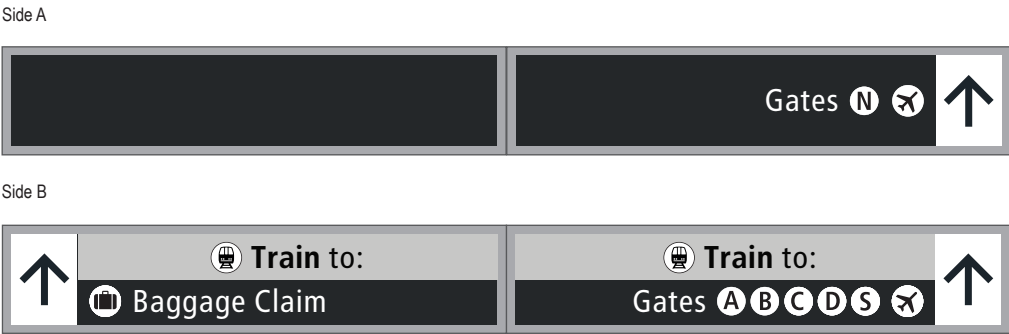 Side A
Gates N
Side B
Train to:
Baggage Claim
Train to:
Gates A B C D S